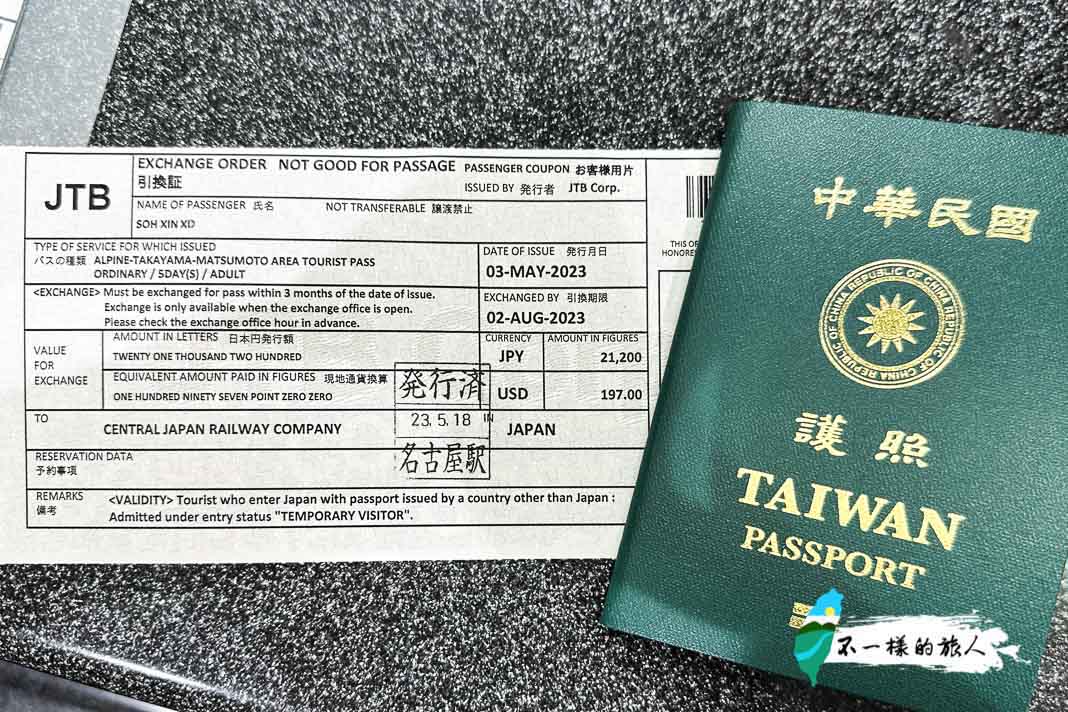 JTB
EXCHANGE ORDER NOT GOOD FOR PASSAGE PASSENGER COUPON お客様用片
引換証
ISSUED BY 発行者 JTB Corp.
NAME OF PASSENGER 氏名 NOT TRANSFERABLE 譲渡禁止
SOH XIN XD
TYPE OF SERVICE FOR WHICH ISSUED
パスの種類 ALPINE-TAKAYAMA-MATSUMOTO AREA TOURIST PASS
ORDINARY / 5DAY(S) / ADULT
DATE OF ISSUE 発行月日
03-MAY-2023
<EXCHANGE> Must be exchanged for pass within 3 months of the date of issue.
Exchange is only available when the exchange office is open.
Please check the exchange office hour in advance.
EXCHANGED BY 引換期限
02-AUG-2023
VALUE
FOR
EXCHANGE
AMOUNT IN LETTERS 日本円発行額
TWENTY ONE THOUSAND TWO HUNDRED
CURRENCY AMOUNT IN FIGURES
JPY 21,200
EQUIVALENT AMOUNT PAID IN FIGURES 現地通貨換算
ONE HUNDRED NINETY SEVEN POINT ZERO ZERO
USD 197.00
発行済
23.5.18
名古屋駅
TO
CENTRAL JAPAN RAILWAY COMPANY
IN
JAPAN
RESERVATION DATA
予約事項
REMARKS
備考
<VALIDITY> Tourist who enter Japan with passport issued by a country other than Japan :
Admitted under entry status "TEMPORARY VISITOR".
THIS OF
HONORE
中華民國
REPUBLIC OF CHINA REPUBLIC OF CHINA
護照
TAIWAN
PASSPORT
不一樣的旅人